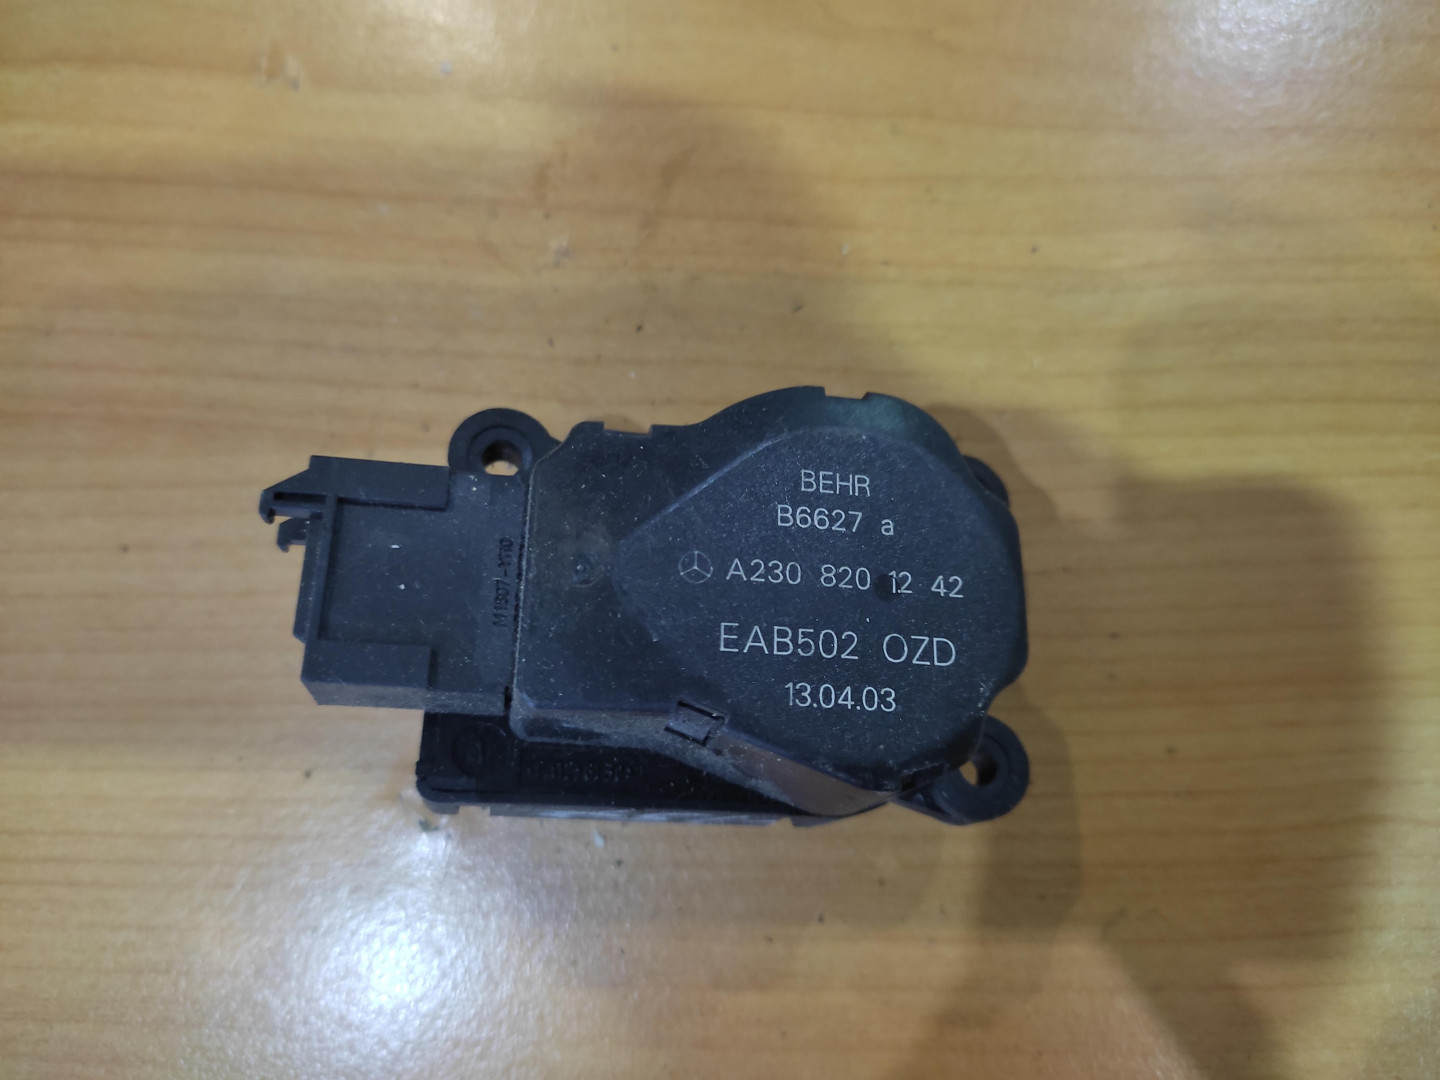 BEHR
B6627 a
A230 820 12 42
EAB502 OZD
13.04.03